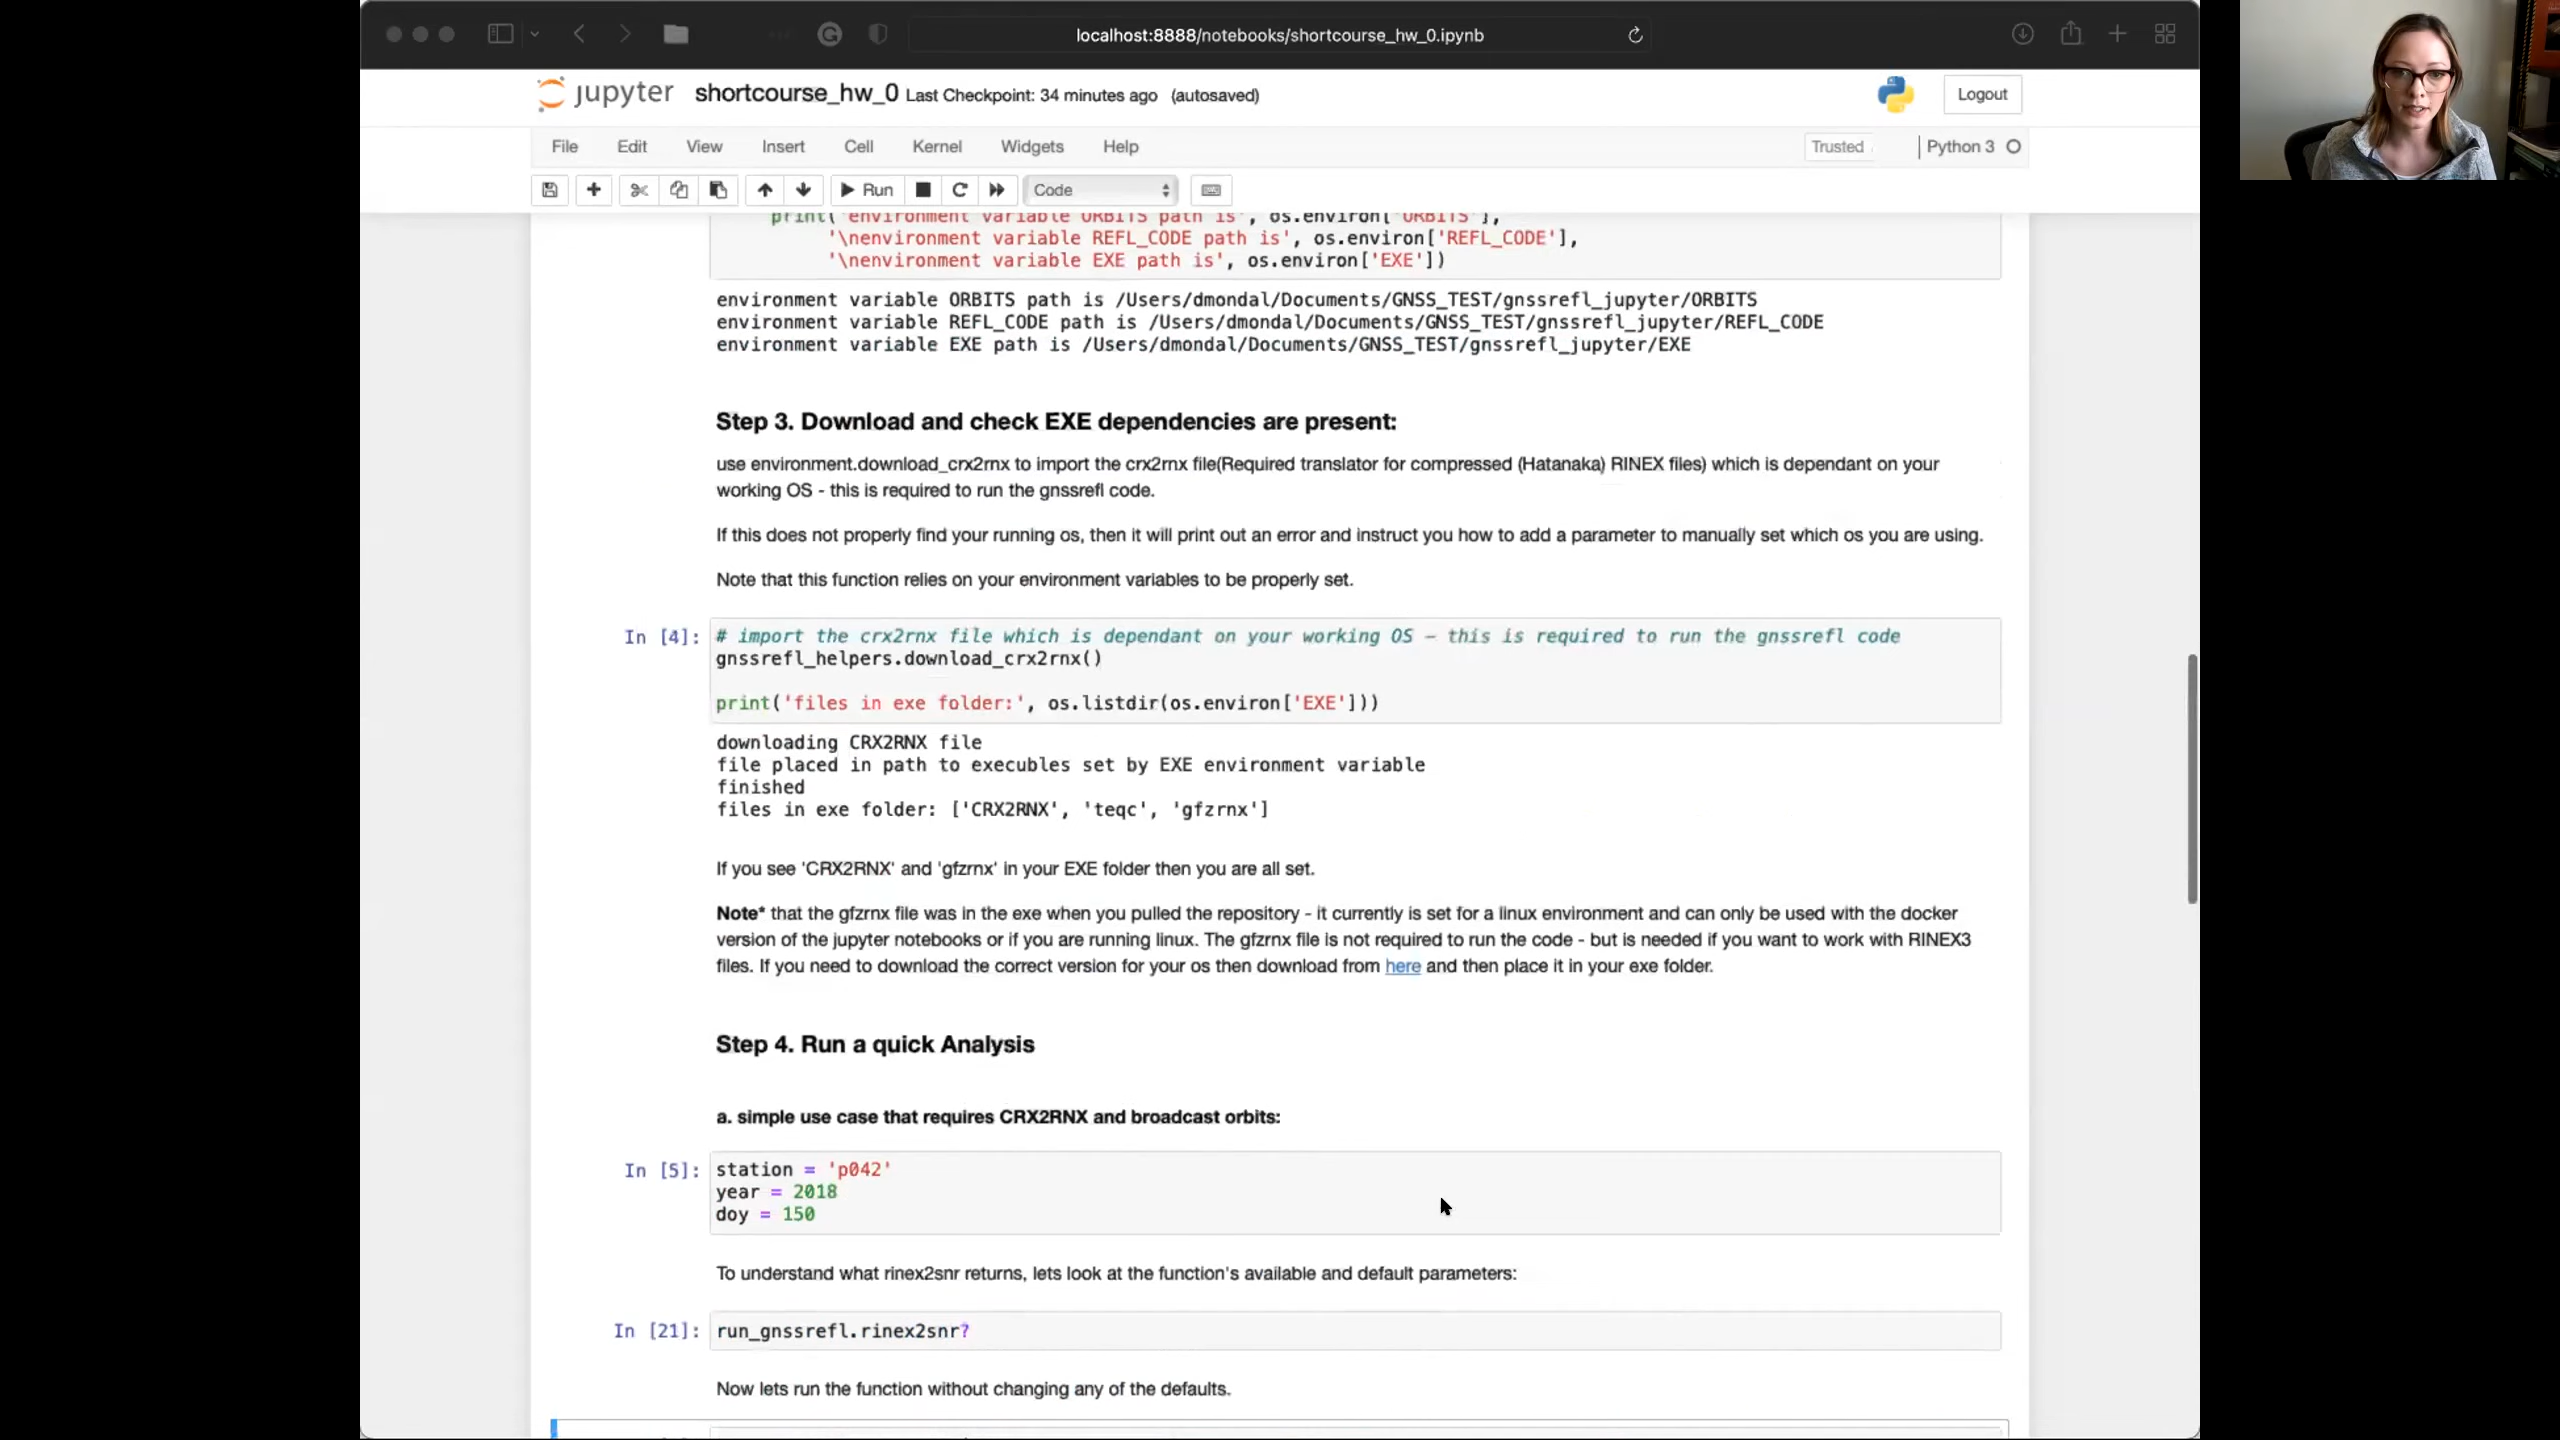 localhost:8888/notebooks/shortcourse_hw_0.ipynb
jupyter shortcourse_hw_0 Last Checkpoint: 34 minutes ago (autosaved) Logout
File Edit View Insert Cell Kernel Widgets Help Trusted Python 3
Run Code
print('environment variable ORBITS path is', os.environ['ORBITS'],
'\nenvironment variable REFL_CODE path is', os.environ['REFL_CODE'],
'\nenvironment variable EXE path is', os.environ['EXE'])
environment variable ORBITS path is /Users/dmondal/Documents/GNSS_TEST/gnssrefl_jupyter/ORBITS
environment variable REFL_CODE path is /Users/dmondal/Documents/GNSS_TEST/gnssrefl_jupyter/REFL_CODE
environment variable EXE path is /Users/dmondal/Documents/GNSS_TEST/gnssrefl_jupyter/EXE
Step 3. Download and check EXE dependencies are present:
use environment.download_crx2rnx to import the crx2rnx file(Required translator for compressed (Hatanaka) RINEX files) which is dependant on your
working OS - this is required to run the gnssrefl code.
If this does not properly find your running os, then it will print out an error and instruct you how to add a parameter to manually set which os you are using.
Note that this function relies on your environment variables to be properly set.
In [4]: # import the crx2rnx file which is dependant on your working OS – this is required to run the gnssrefl code
gnssrefl_helpers.download_crx2rnx()
print('files in exe folder:', os.listdir(os.environ['EXE']))
downloading CRX2RNX file
file placed in path to execubles set by EXE environment variable
finished
files in exe folder: ['CRX2RNX', 'teqc', 'gfzrnx']
If you see 'CRX2RNX' and 'gfzrnx' in your EXE folder then you are all set.
Note* that the gfzrnx file was in the exe when you pulled the repository - it currently is set for a linux environment and can only be used with the docker
version of the jupyter notebooks or if you are running linux. The gfzrnx file is not required to run the code - but is needed if you want to work with RINEX3
files. If you need to download the correct version for your os then download from here and then place it in your exe folder.
Step 4. Run a quick Analysis
a. simple use case that requires CRX2RNX and broadcast orbits:
In [5]: station = 'p042'
year = 2018
doy = 150
To understand what rinex2snr returns, lets look at the function's available and default parameters:
In [21]: run_gnssrefl.rinex2snr?
Now lets run the function without changing any of the defaults.